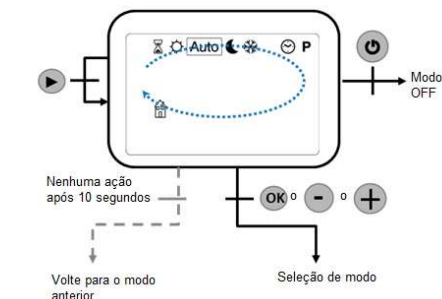 Auto P
Modo
OFF
Nenhuma ação
após 10 segundos
OK o - o +
Volte para o modo
anterior
Seleção de modo